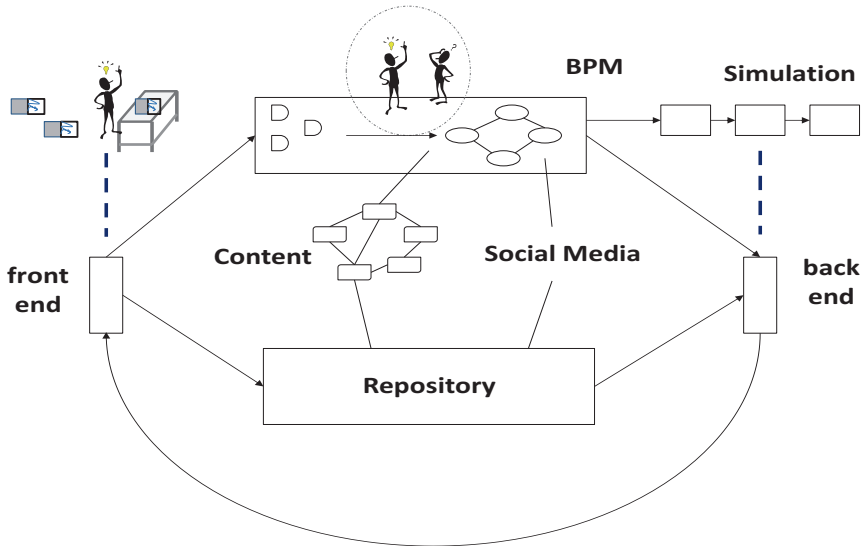 BPM
Simulation
Content
Social Media
front
end
back
end
Repository